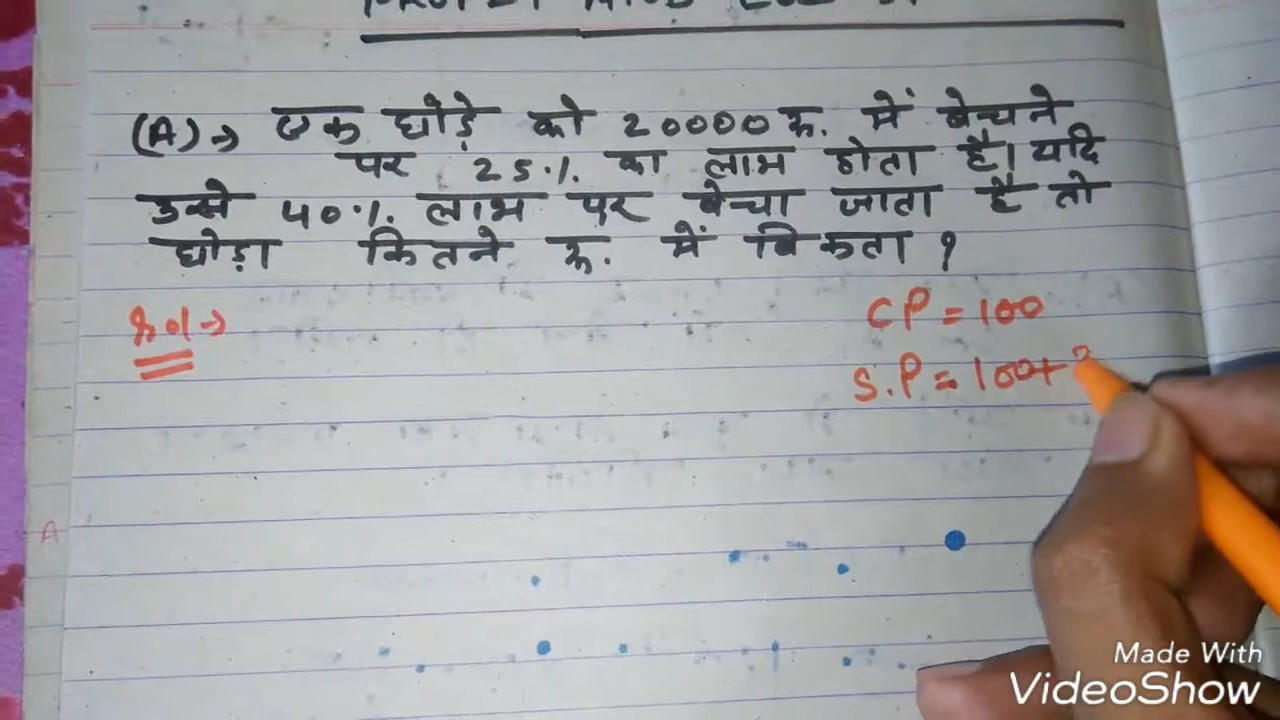 (A)→ एक घोड़े को 20000 रू. में बेचने
पर 25% का लाभ होता है। यदि
उसे 40% लाभ पर बेचा जाता है तो
घोड़ा कितने रू. में बिकता ?
Sol→
CP = 100
S.P = 100+
A
Made With
VideoShow